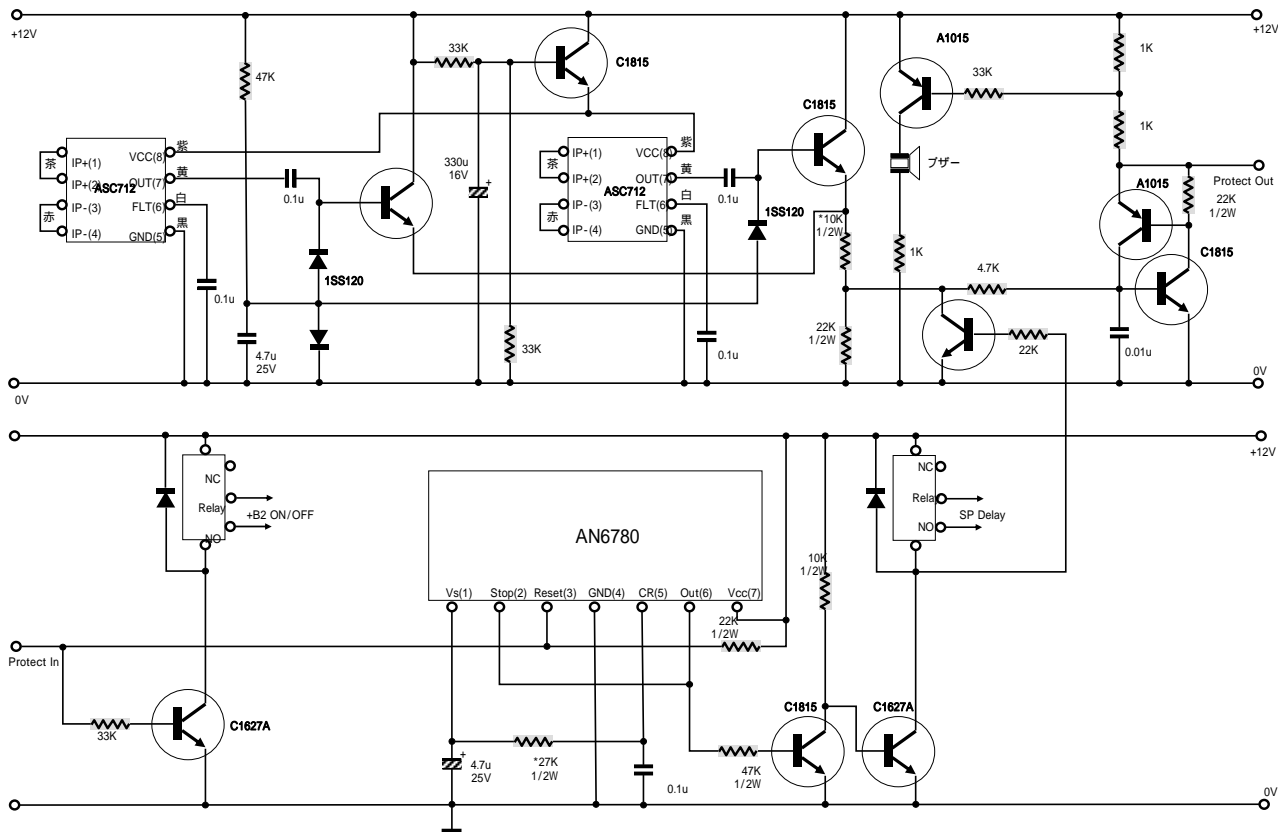 +12V
47K
33K
C1815
A1015
33K
1K
+12V
C1815
1K
茶
IP+(1)
VCC(8)
紫
IP+(2)
OUT(7)
黄
ASC712
赤
IP-(3)
FLT(6)
白
IP-(4)
GND(5)
黒
0.1u
330u
16V
+
茶
IP+(1)
VCC(8)
紫
IP+(2)
OUT(7)
黄
ASC712
赤
IP-(3)
FLT(6)
白
IP-(4)
GND(5)
黒
0.1u
ブザー
Protect Out
A1015
22K
1/2W
1SS120
*10K
1/2W
1K
C1815
1SS120
4.7K
0.1u
4.7u
25V
33K
0.1u
22K
1/2W
22K
0.01u
0V
0V
+12V
NC
Relay
NO
+B2 ON/OFF
AN6780
NC
Relay
NO
SP Delay
10K
1/2W
Vs(1)
Stop(2)
Reset(3)
GND(4)
CR(5)
Out(6)
Vcc(7)
22K
1/2W
Protect In
33K
C1627A
C1815
C1627A
+
4.7u
25V
*27K
1/2W
0.1u
47K
1/2W
0V